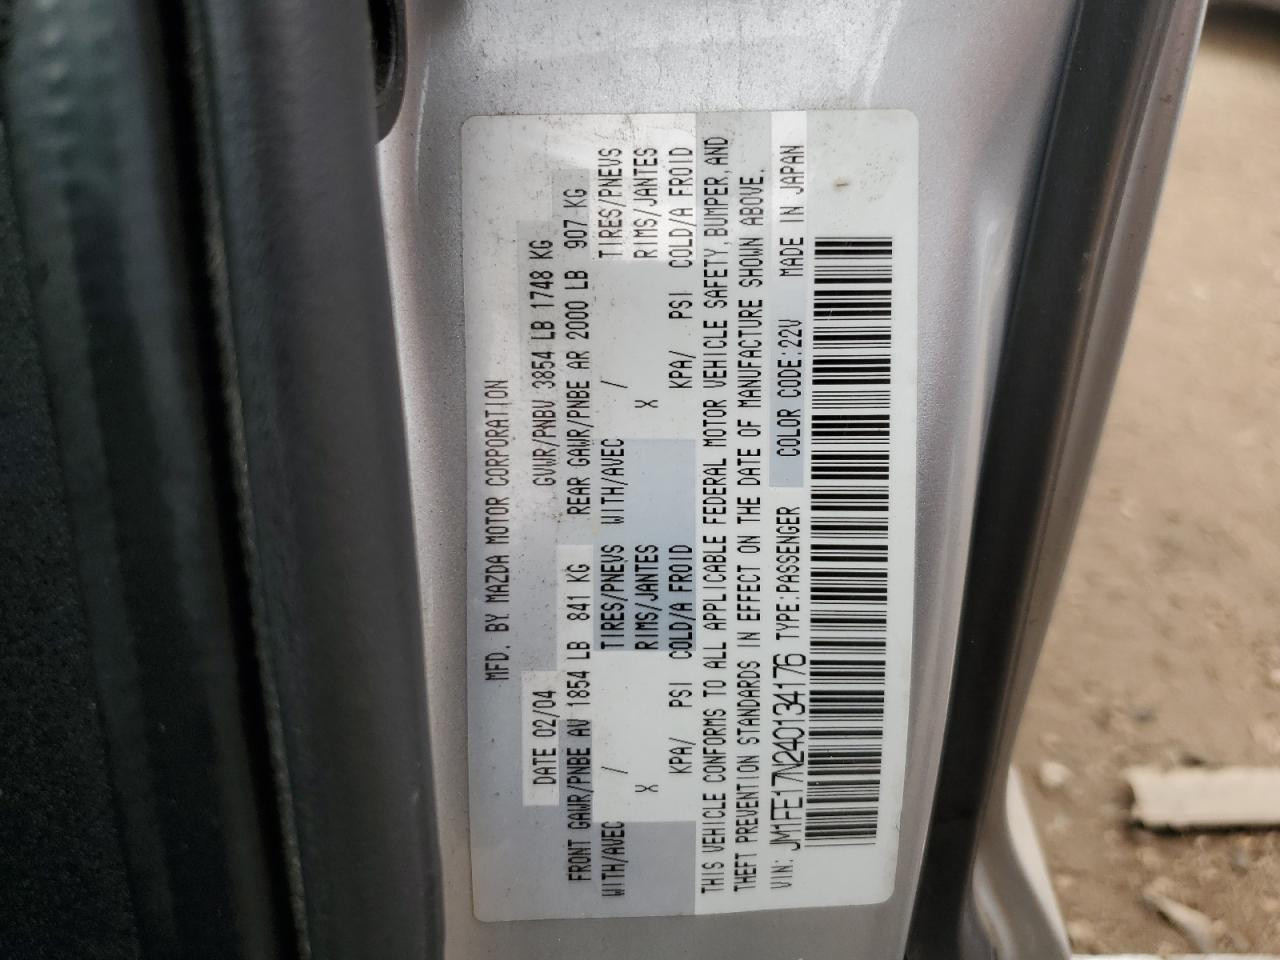 MFD. BY MAZDA MOTOR CORPORATION
DATE 02/04 GVWR/PNBV 3854 LB 1748 KG
FRONT GAWR/PNBE AV 1854 LB 841 KG REAR GAWR/PNBE AR 2000 LB 907 KG
WITH/AVEC / TIRES/PNEUS WITH/AVEC / TIRES/PNEUS
X RIMS/JANTES X RIMS/JANTES
KPA/ PSI COLD/A FROID KPA/ PSI COLD/A FROID
THIS VEHICLE CONFORMS TO ALL APPLICABLE FEDERAL MOTOR VEHICLE SAFETY, BUMPER, AND
THEFT PREVENTION STANDARDS IN EFFECT ON THE DATE OF MANUFACTURE SHOWN ABOVE.
VIN: JM1FE17N240134176 TYPE:PASSENGER COLOR CODE:22V MADE IN JAPAN